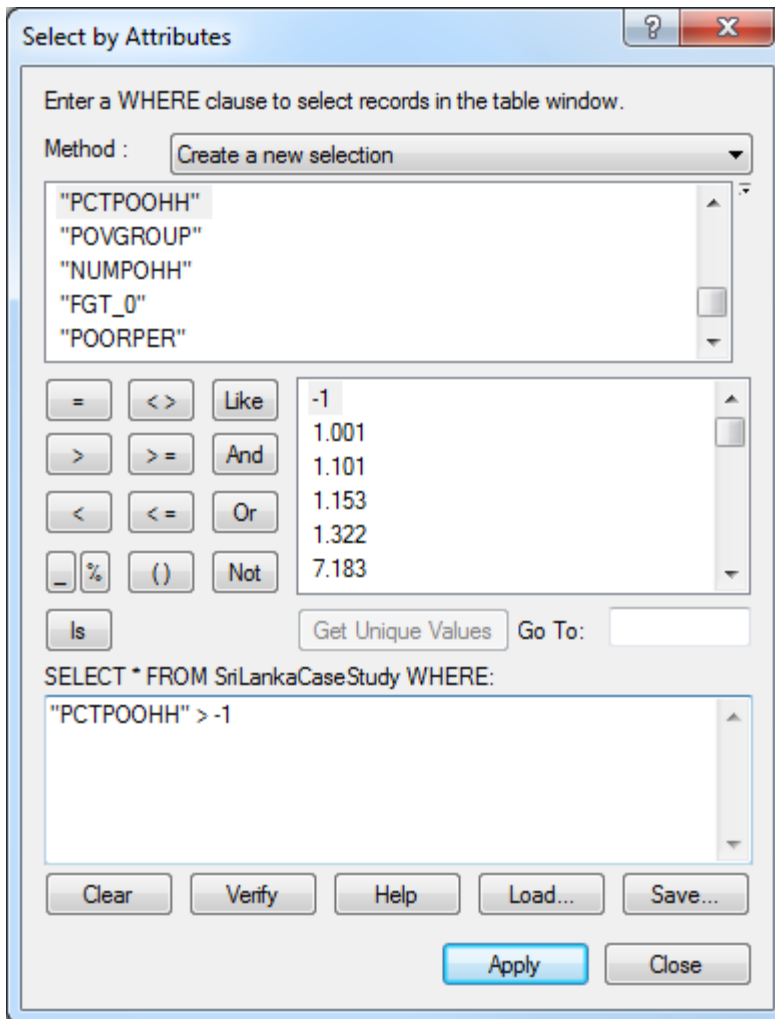 Select by Attributes
Enter a WHERE clause to select records in the table window.
Method : Create a new selection
"PCTPOOHH"
"POVGROUP"
"NUMPOHH"
"FGT_0"
"POORPER"
= < > Like
> > = And
< < = Or
_ % ( ) Not
Is
-1
1.001
1.101
1.153
1.322
7.183
Get Unique Values Go To:
SELECT * FROM SriLankaCaseStudy WHERE:
"PCTPOOHH" > -1
Clear Verify Help Load... Save...
Apply Close